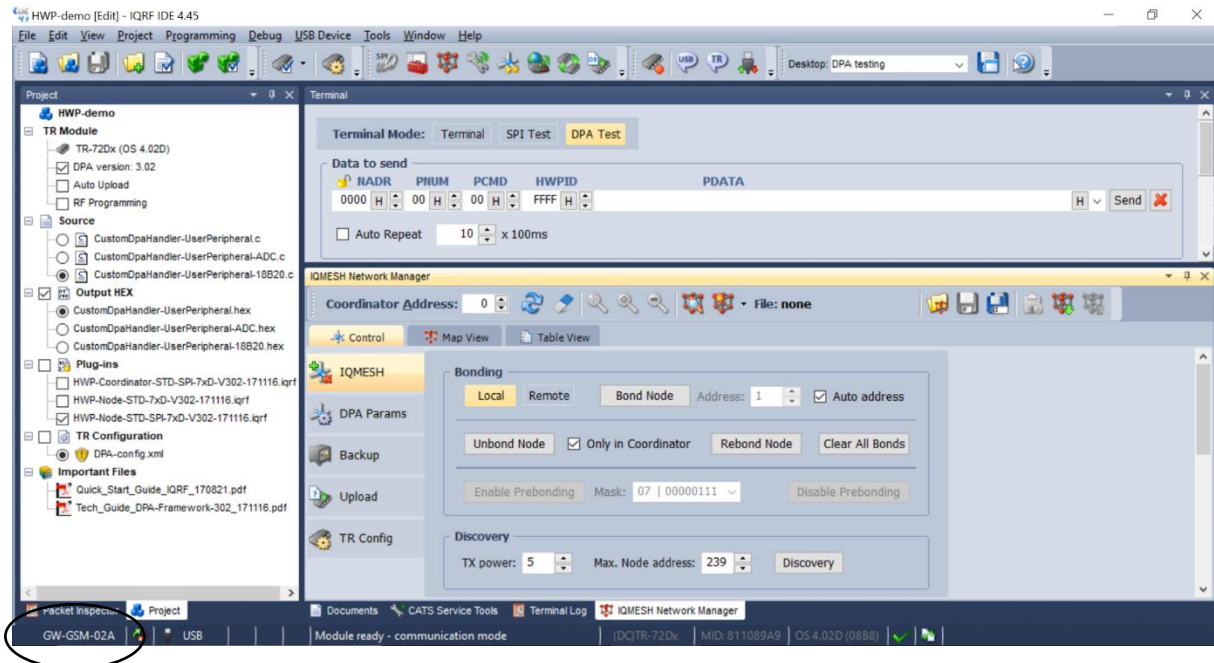 HWP-demo [Edit] - IQRF IDE 4.45
File Edit View Project Programming Debug USB Device Tools Window Help
Desktop: DPA testing
Project
HWP-demo
TR Module
TR-72Dx (OS 4.02D)
DPA version: 3.02
Auto Upload
RF Programming
Source
CustomDpaHandler-UserPeripheral.c
CustomDpaHandler-UserPeripheral-ADC.c
CustomDpaHandler-UserPeripheral-18B20.c
Output HEX
CustomDpaHandler-UserPeripheral.hex
CustomDpaHandler-UserPeripheral-ADC.hex
CustomDpaHandler-UserPeripheral-18B20.hex
Plug-ins
HWP-Coordinator-STD-SPI-7xD-V302-171116.iqrf
HWP-Node-STD-7xD-V302-171116.iqrf
HWP-Node-STD-SPI-7xD-V302-171116.iqrf
TR Configuration
DPA-config.xml
Important Files
Quick_Start_Guide_IQRF_170821.pdf
Tech_Guide_DPA-Framework-302_171116.pdf
Packet Inspector Project
Terminal
Terminal Mode: Terminal SPI Test DPA Test
Data to send
NADR PNUM PCMD HWPID PDATA
0000 H 00 H 00 H FFFF H H Send
Auto Repeat 10 x 100ms
IQMESH Network Manager
Coordinator Address: 0 File: none
Control Map View Table View
IQMESH
DPA Params
Backup
Upload
TR Config
Bonding
Local Remote Bond Node Address: 1 Auto address
Unbond Node Only in Coordinator Rebond Node Clear All Bonds
Enable Prebonding Mask: 07 | 00000111 Disable Prebonding
Discovery
TX power: 5 Max. Node address: 239 Discovery
Documents CATS Service Tools Terminal Log IQMESH Network Manager
GW-GSM-02A USB Module ready - communication mode (DC)TR-72Dx MID: 811089A9 OS 4.02D (08B8)